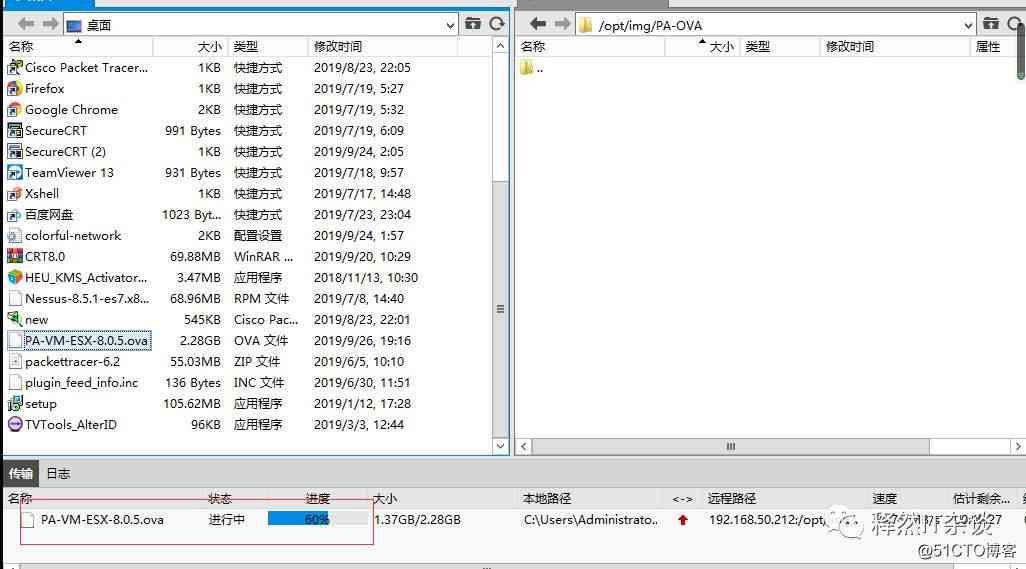 桌面
/opt/img/PA-OVA
名称 大小 类型 修改时间
名称 大小 类型 修改时间 属性
Cisco Packet Tracer... 1KB 快捷方式 2019/8/23, 22:05
..
Firefox 1KB 快捷方式 2019/7/19, 5:27
Google Chrome 2KB 快捷方式 2019/7/19, 5:32
SecureCRT 991 Bytes 快捷方式 2019/7/19, 6:09
SecureCRT (2) 1KB 快捷方式 2019/9/24, 2:05
TeamViewer 13 931 Bytes 快捷方式 2019/7/18, 9:57
Xshell 1KB 快捷方式 2019/7/17, 14:48
百度网盘 1023 Byt... 快捷方式 2019/7/23, 23:04
colorful-network 2KB 配置设置 2019/9/24, 1:57
CRT8.0 69.88MB WinRAR ... 2019/9/20, 10:29
HEU_KMS_Activator... 3.47MB 应用程序 2018/11/13, 10:30
Nessus-8.5.1-es7.x8... 68.96MB RPM 文件 2019/7/8, 14:40
new 545KB Cisco Pac... 2019/8/23, 22:01
PA-VM-ESX-8.0.5.ova 2.28GB OVA 文件 2019/9/26, 19:16
packettracer-6.2 55.03MB ZIP 文件 2019/6/5, 10:10
plugin_feed_info.inc 136 Bytes INC 文件 2019/6/30, 11:51
setup 105.62MB 应用程序 2019/1/12, 17:28
TVTools_AlterID 96KB 应用程序 2019/3/3, 12:44
传输 日志
名称 状态 进度 大小 本地路径 <-> 远程路径 速度 估计剩余...
PA-VM-ESX-8.0.5.ova 进行中 60% 1.37GB/2.28GB C:\Users\Administrato... 192.168.50.212:/opt/
释然IT杂谈
@51CTO博客